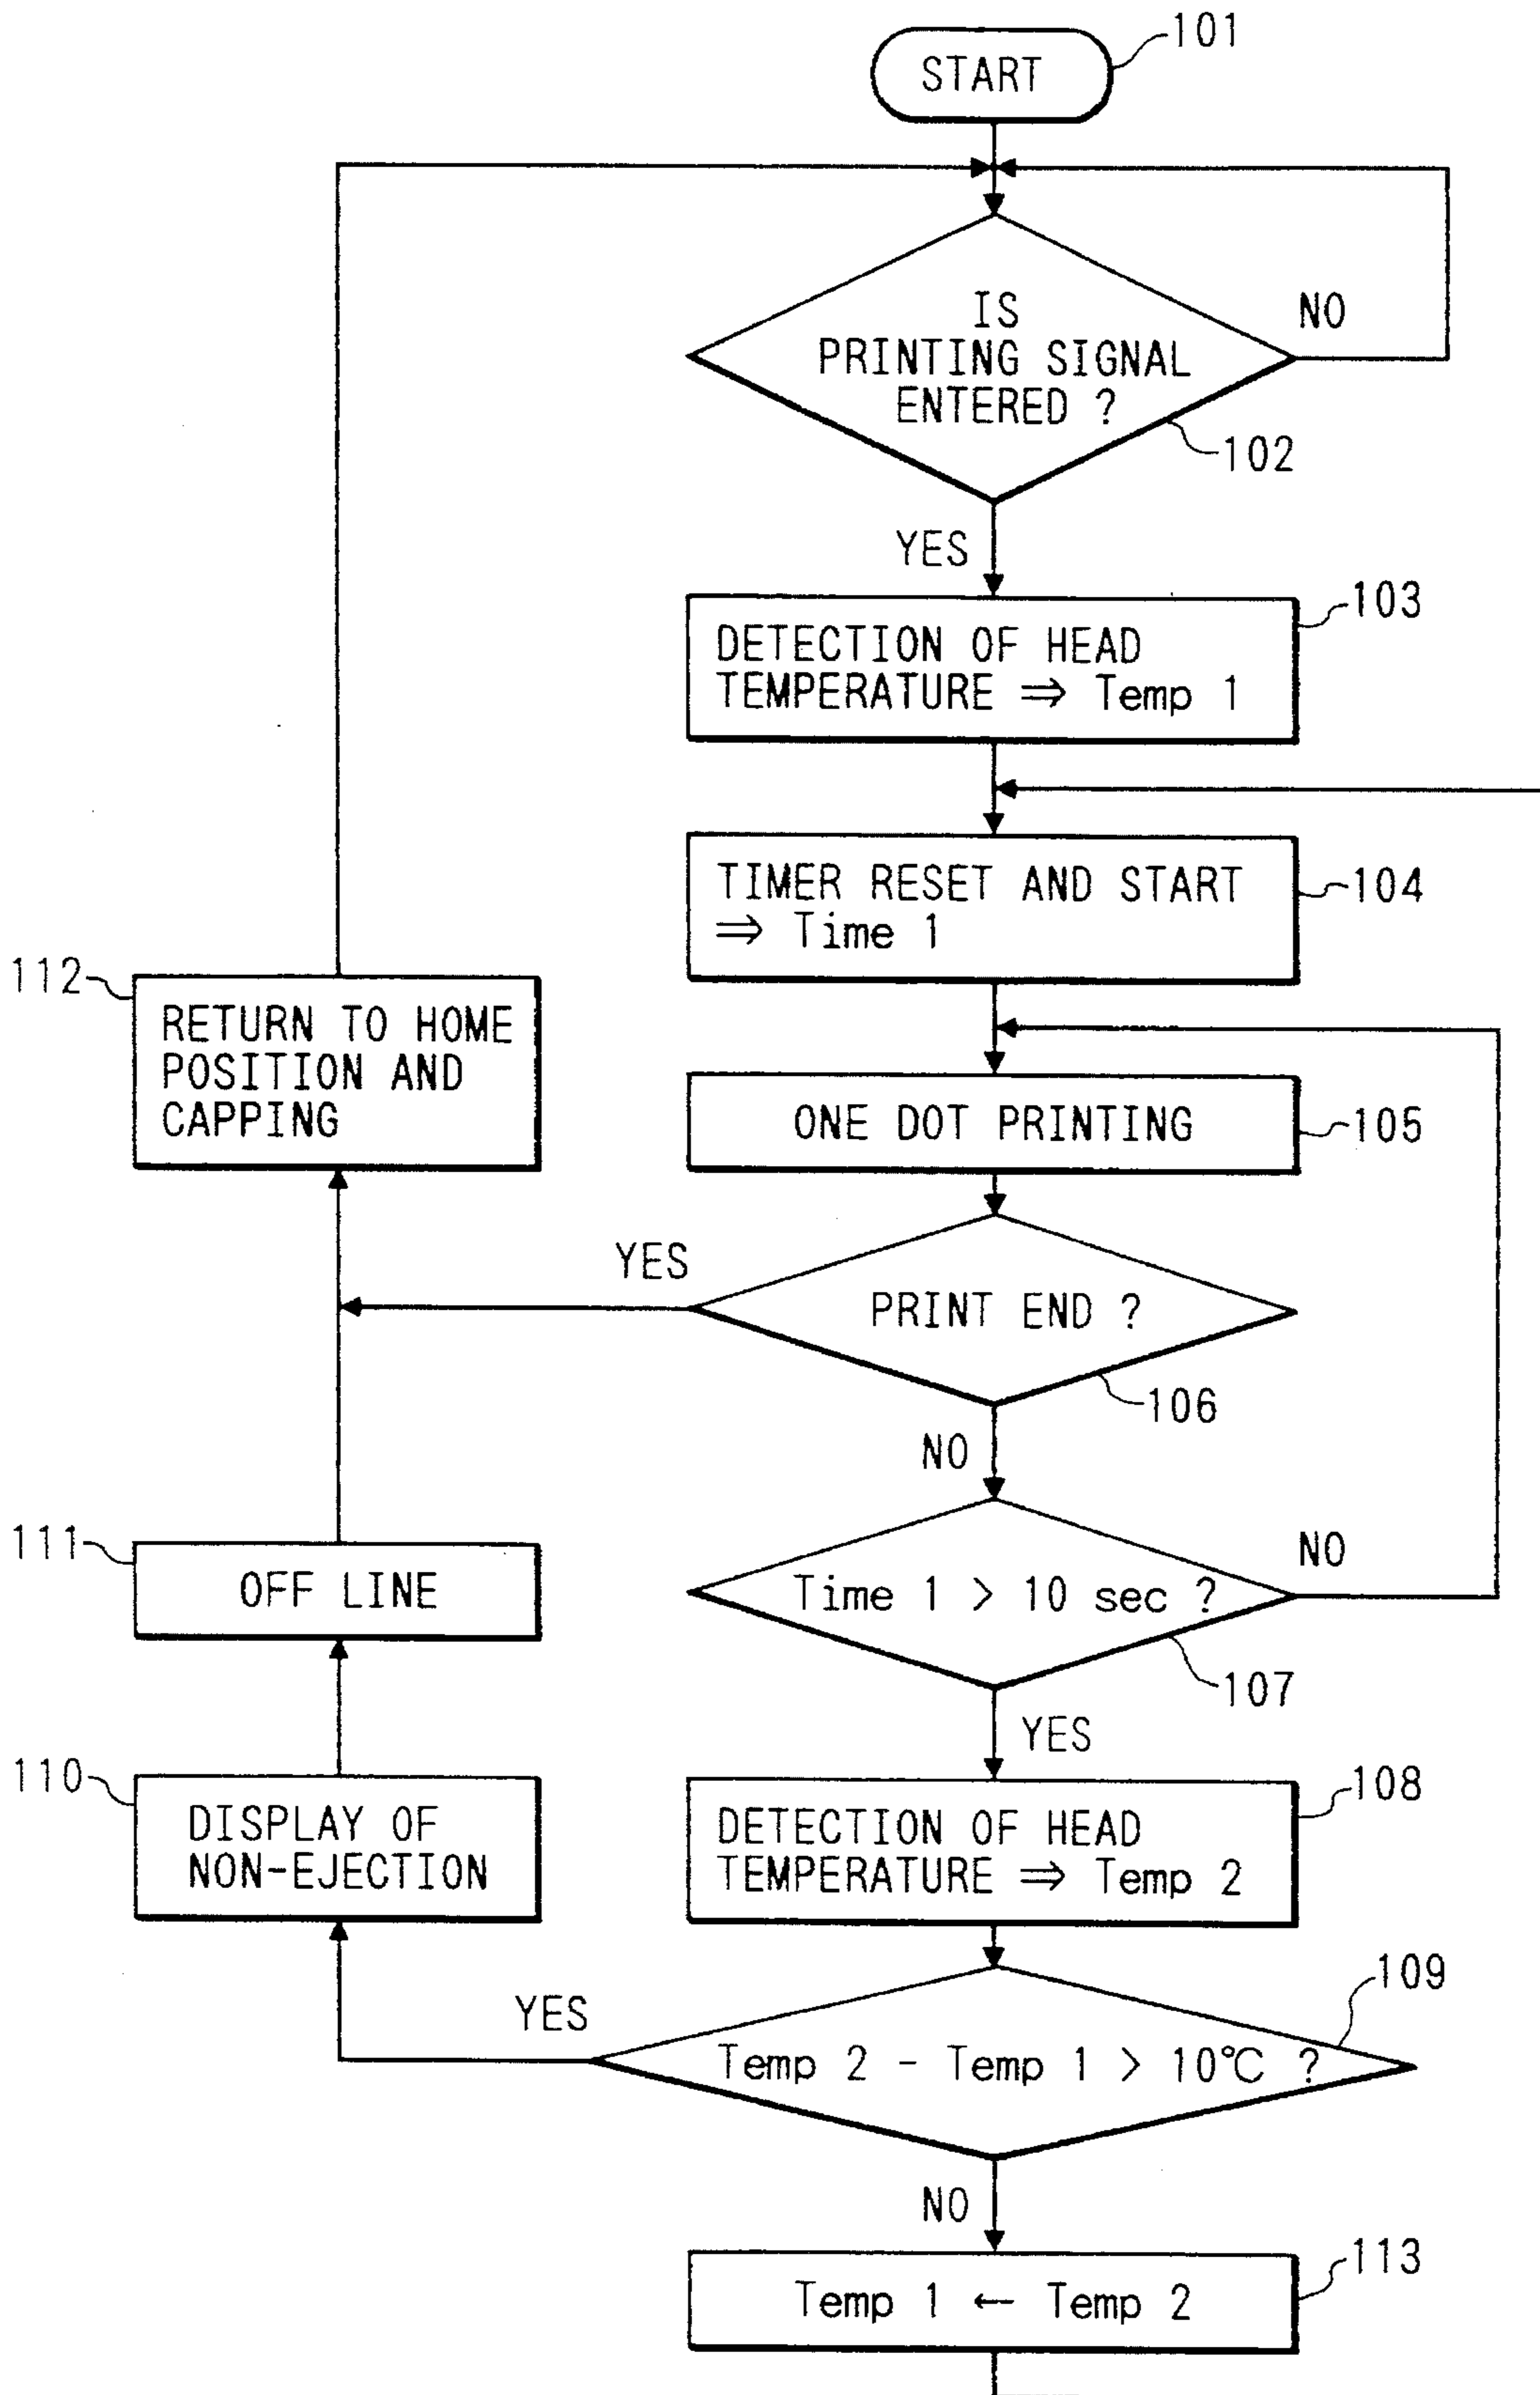 START
101
IS
PRINTING SIGNAL
ENTERED ?
NO
102
YES
DETECTION OF HEAD
TEMPERATURE ⇒ Temp 1
103
TIMER RESET AND START
⇒ Time 1
104
112
RETURN TO HOME
POSITION AND
CAPPING
ONE DOT PRINTING
105
YES
PRINT END ?
106
NO
111
OFF LINE
Time 1 > 10 sec ?
NO
107
YES
110
DISPLAY OF
NON-EJECTION
DETECTION OF HEAD
TEMPERATURE ⇒ Temp 2
108
YES
Temp 2 - Temp 1 > 10℃ ?
109
NO
Temp 1 ← Temp 2
113